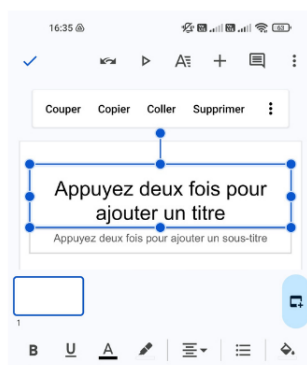 16:35
Couper Copier Coller Supprimer
Appuyez deux fois pour
ajouter un titre
Appuyez deux fois pour ajouter un sous-titre
1
B U A